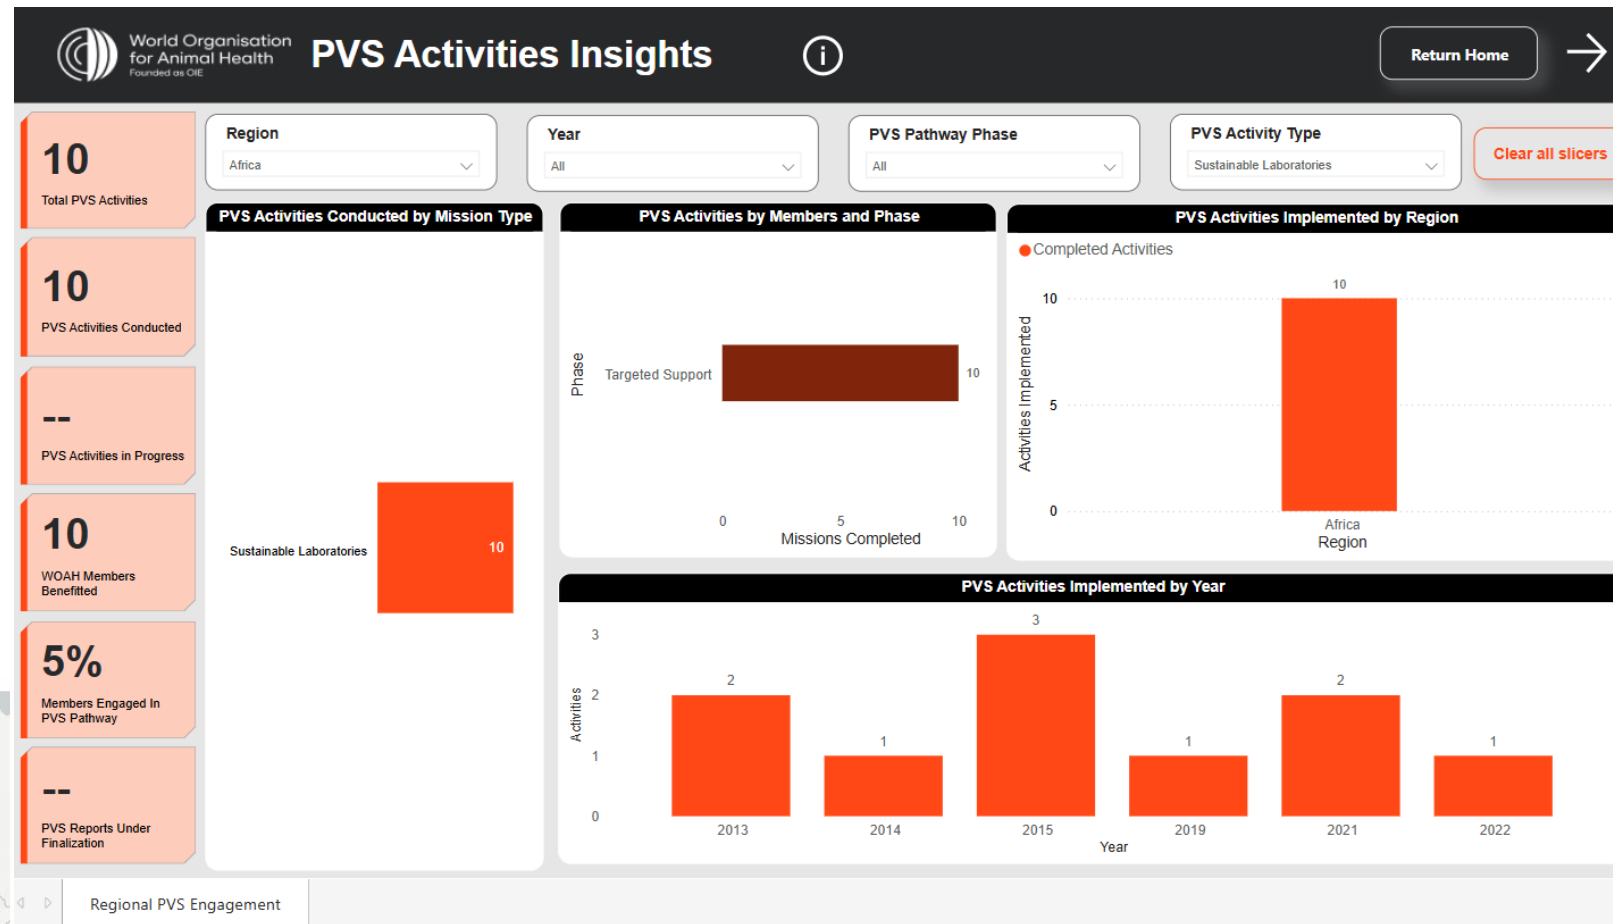 World Organisation
for Animal Health
Founded as OIE
PVS Activities Insights
i
Return Home
10
Total PVS Activities
10
PVS Activities Conducted
--
PVS Activities in Progress
10
WOAH Members
Benefitted
5%
Members Engaged In
PVS Pathway
--
PVS Reports Under
Finalization
Region
Africa
Year
All
PVS Pathway Phase
All
PVS Activity Type
Sustainable Laboratories
Clear all slicers
PVS Activities Conducted by Mission Type
Sustainable Laboratories
10
PVS Activities by Members and Phase
Phase
Targeted Support
10
0 5 10
Missions Completed
PVS Activities Implemented by Region
Completed Activities
Activities Implemented
10
5
0
10
Africa
Region
PVS Activities Implemented by Year
Activities
3
2
1
0
2 1 3 1 2 1
2013 2014 2015 2019 2021 2022
Year
Regional PVS Engagement